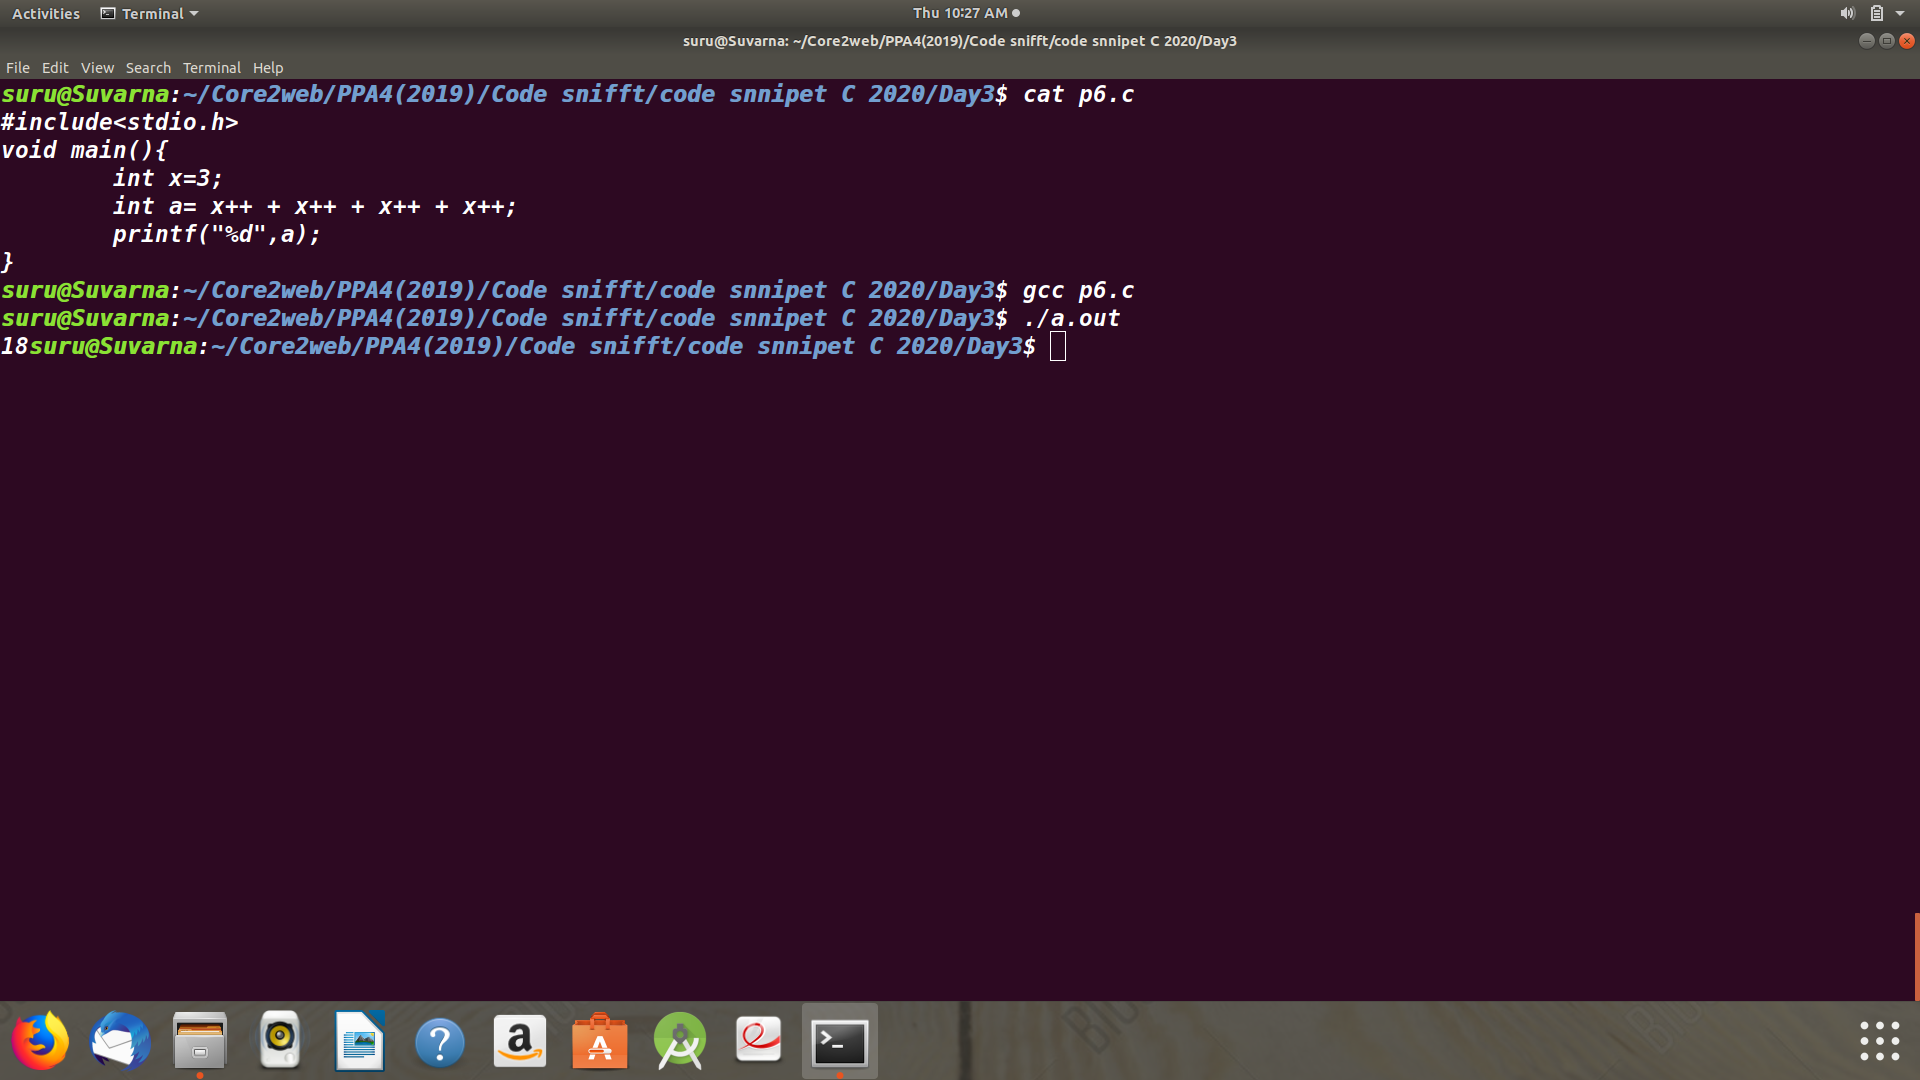 Activities Terminal Thu 10:27 AM
suru@Suvarna: ~/Core2web/PPA4(2019)/Code snifft/code snnipet C 2020/Day3
File Edit View Search Terminal Help
suru@Suvarna:~/Core2web/PPA4(2019)/Code snifft/code snnipet C 2020/Day3$ cat p6.c
#include<stdio.h>
void main(){
int x=3;
int a= x++ + x++ + x++ + x++;
printf("%d",a);
}
suru@Suvarna:~/Core2web/PPA4(2019)/Code snifft/code snnipet C 2020/Day3$ gcc p6.c
suru@Suvarna:~/Core2web/PPA4(2019)/Code snifft/code snnipet C 2020/Day3$ ./a.out
18suru@Suvarna:~/Core2web/PPA4(2019)/Code snifft/code snnipet C 2020/Day3$